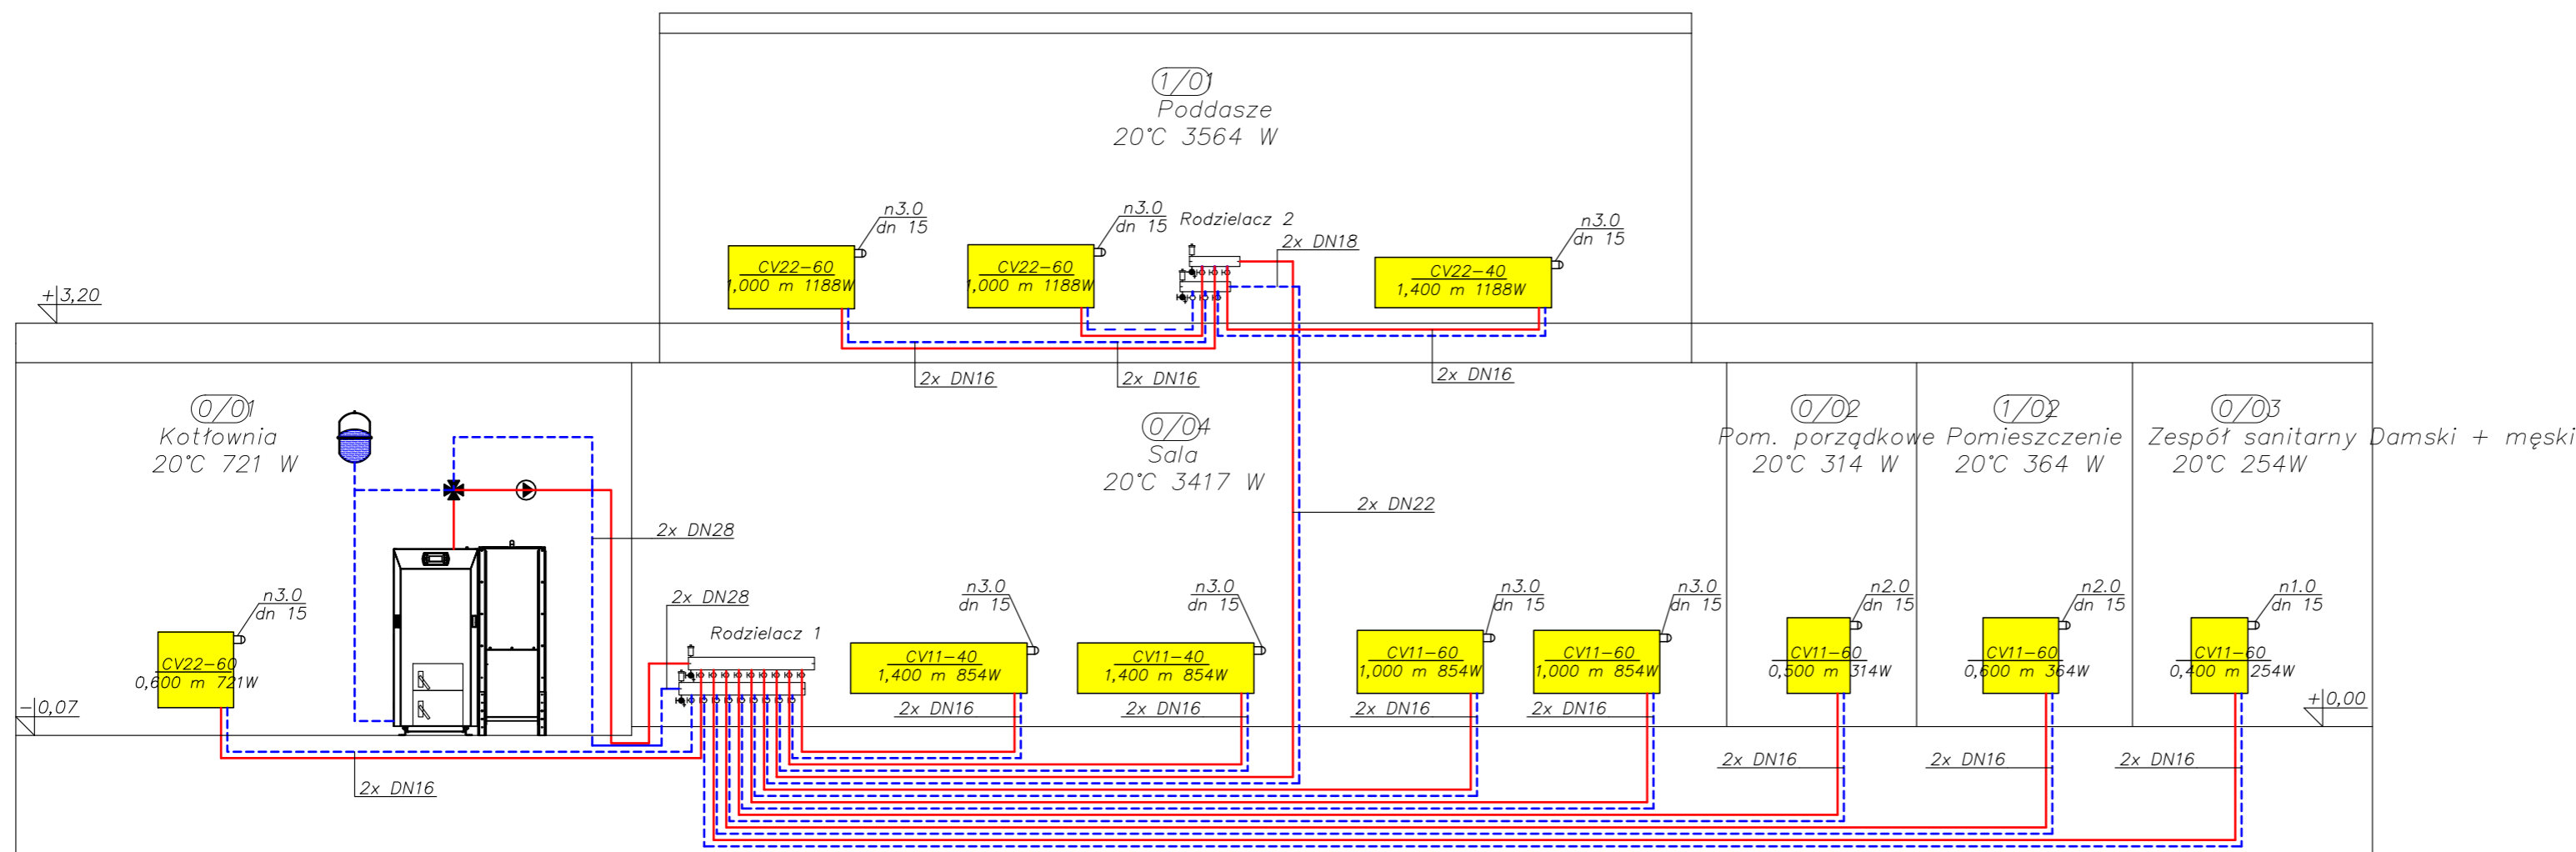 1/01
Poddasze
20°C 3564 W
n3.0
dn 15
n3.0
dn 15
Rodzielacz 2
n3.0
dn 15
2x DN18
CV22-60
1,000 m 1188W
CV22-60
1,000 m 1188W
CV22-40
1,400 m 1188W
+3,20
2x DN16
2x DN16
2x DN16
0/01
Kotłownia
20°C 721 W
0/04
Sala
20°C 3417 W
0/02
Pom. porządkowe
20°C 314 W
1/02
Pomieszczenie
20°C 364 W
0/03
Zespół sanitarny Damski + męski
20°C 254W
2x DN22
2x DN28
2x DN28
Rodzielacz 1
n3.0
dn 15
n3.0
dn 15
n3.0
dn 15
n3.0
dn 15
n3.0
dn 15
n2.0
dn 15
n2.0
dn 15
n1.0
dn 15
CV22-60
0,600 m 721W
CV11-40
1,400 m 854W
CV11-40
1,400 m 854W
CV11-60
1,000 m 854W
CV11-60
1,000 m 854W
CV11-60
0,500 m 314W
CV11-60
0,600 m 364W
CV11-60
0,400 m 254W
-0,07
2x DN16
2x DN16
2x DN16
2x DN16
+0,00
2x DN16
2x DN16
2x DN16
2x DN16